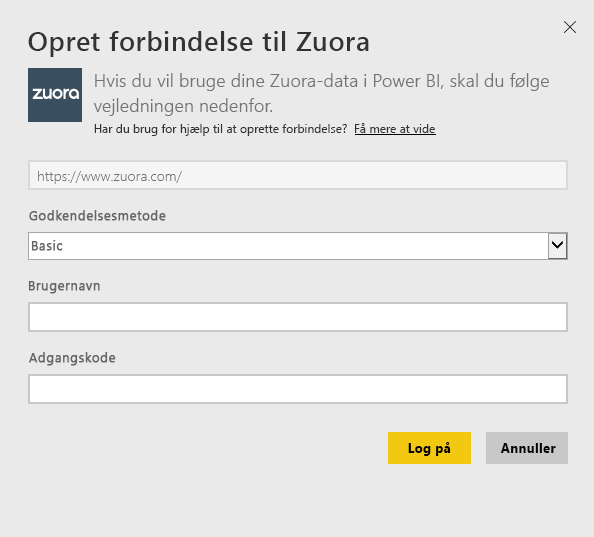 Opret forbindelse til Zuora
zuora
Hvis du vil bruge dine Zuora-data i Power BI, skal du følge
vejledningen nedenfor.
Har du brug for hjælp til at oprette forbindelse? Få mere at vide
https://www.zuora.com/
Godkendelsesmetode
Basic
Brugernavn
Adgangskode
Log på
Annuller